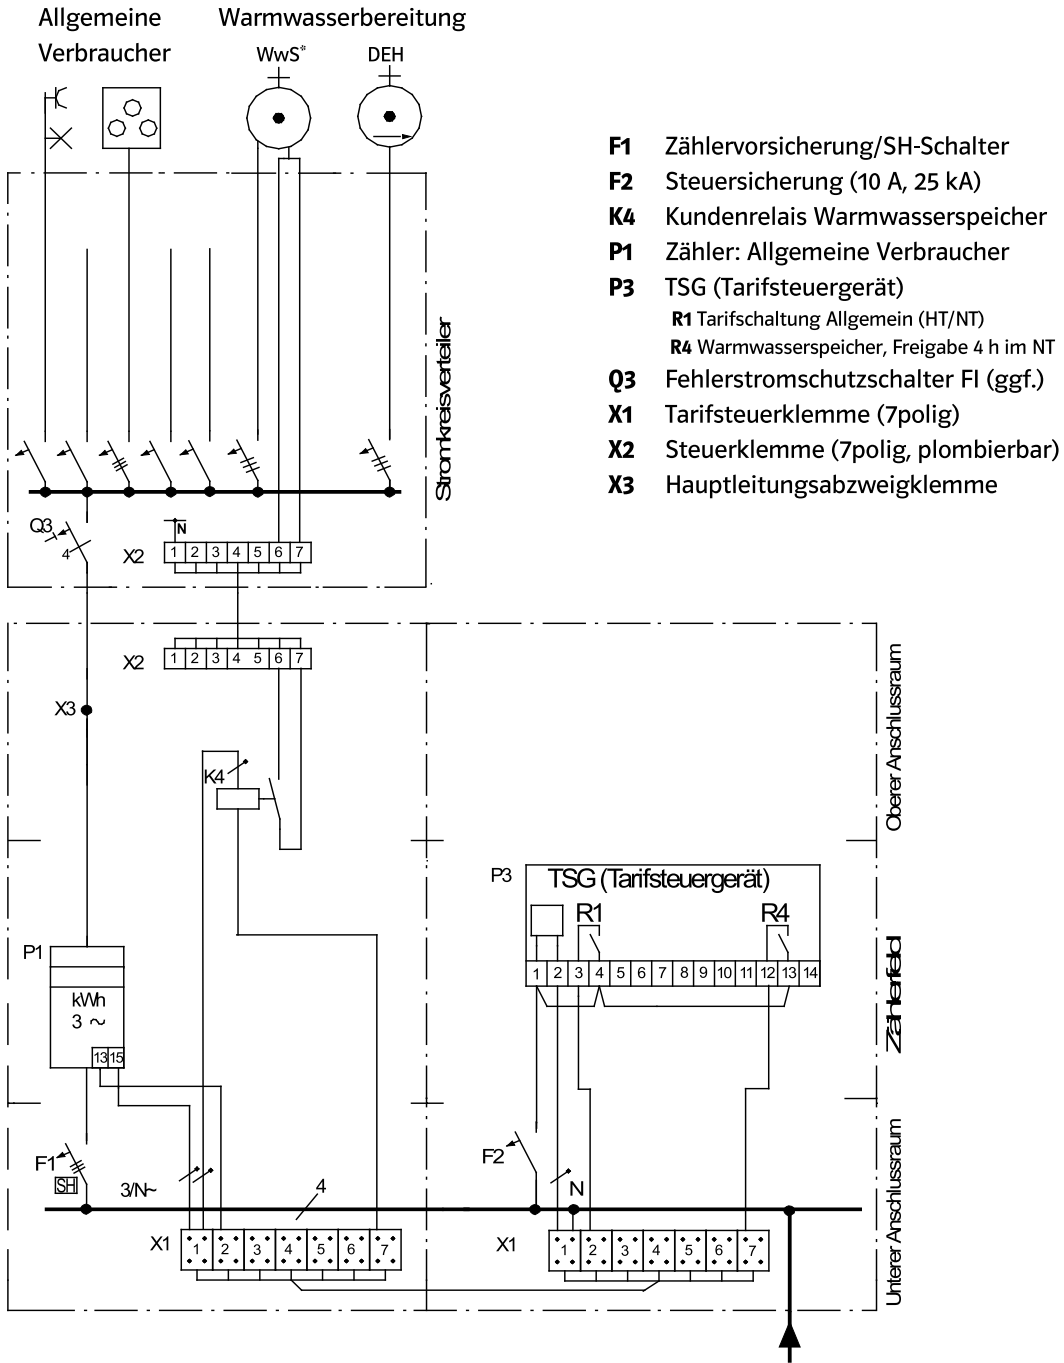 Allgemeine
Verbraucher
Warmwasserbereitung
WwS*
DEH
F1 Zählervorsicherung/SH-Schalter
F2 Steuersicherung (10 A, 25 kA)
K4 Kundenrelais Warmwasserspeicher
P1 Zähler: Allgemeine Verbraucher
P3 TSG (Tarifsteuergerät)
R1 Tarifschaltung Allgemein (HT/NT)
R4 Warmwasserspeicher, Freigabe 4 h im NT
Q3 Fehlerstromschutzschalter FI (ggf.)
X1 Tarifsteuerklemme (7polig)
X2 Steuerklemme (7polig, plombierbar)
X3 Hauptleitungsabzweigklemme
Stromkreisverteiler
Q3
4
N
X2
1 2 3 4 5 6 7
X2
1 2 3 4 5 6 7
X3
K4
Oberer Anschlussraum
P3
TSG (Tarifsteuergerät)
R1
R4
1 2 3 4 5 6 7 8 9 10 11 12 13 14
P1
kWh
3 ~
13 15
Zählerfeld
F1
SH
3/N~
4
F2
N
X1
1 2 3 4 5 6 7
X1
1 2 3 4 5 6 7
Unterer Anschlussraum